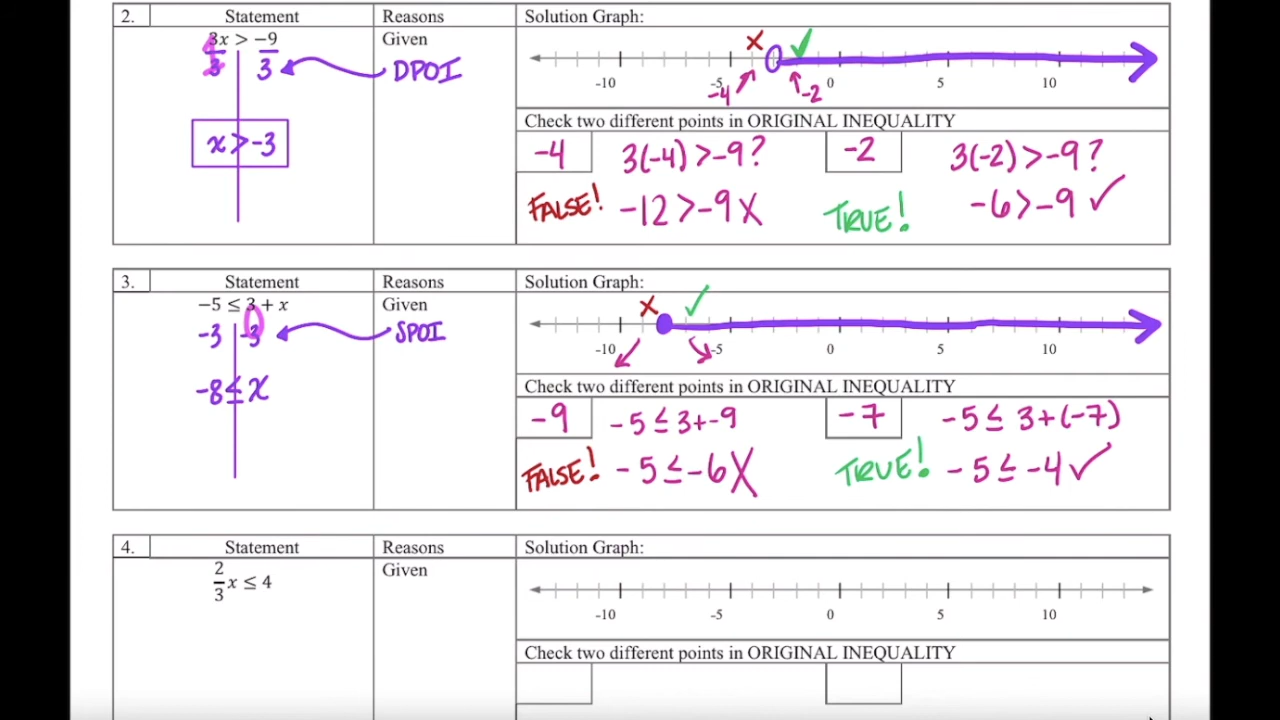 2. Statement Reasons Solution Graph:
3x > −9 Given
3 3 DPOI
x > -3
-10 -5 0 5 10
-4 -2
Check two different points in ORIGINAL INEQUALITY
-4 3(-4) > -9? -2 3(-2) > -9?
FALSE! -12 > -9 X TRUE! -6 > -9 ✓
3. Statement Reasons Solution Graph:
−5 ≤ 3 + x Given
-3 -3 SPOI
-8 ≤ x
-10 -5 0 5 10
Check two different points in ORIGINAL INEQUALITY
-9 -5 ≤ 3+-9 -7 -5 ≤ 3+(-7)
FALSE! -5 ≤ -6 X TRUE! -5 ≤ -4 ✓
4. Statement Reasons Solution Graph:
2/3 x ≤ 4 Given
-10 -5 0 5 10
Check two different points in ORIGINAL INEQUALITY